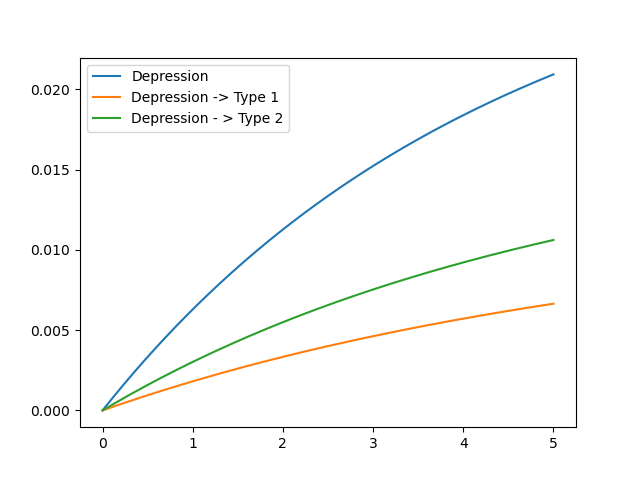 Depression
Depression -> Type 1
Depression - > Type 2
0.020
0.015
0.010
0.005
0.000
0 1 2 3 4 5